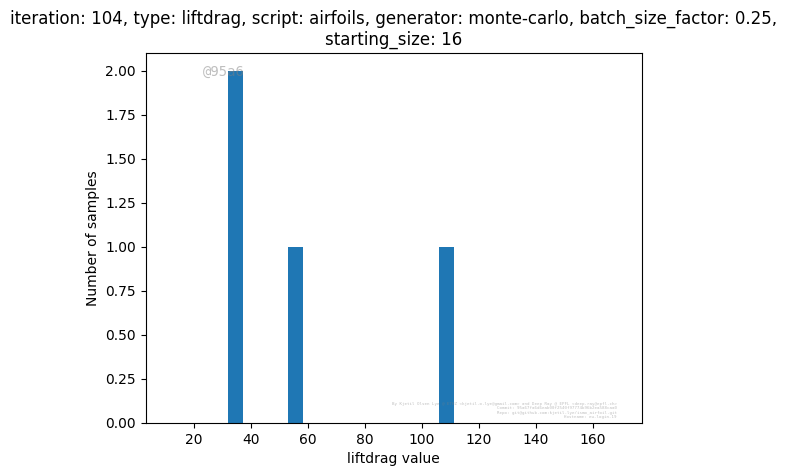 iteration: 104, type: liftdrag, script: airfoils, generator: monte-carlo, batch_size_factor: 0.25,
starting_size: 16
@95a6
2.00
1.75
1.50
1.25
1.00
0.75
0.50
0.25
0.00
Number of samples
20 40 60 80 100 120 140 160
liftdrag value